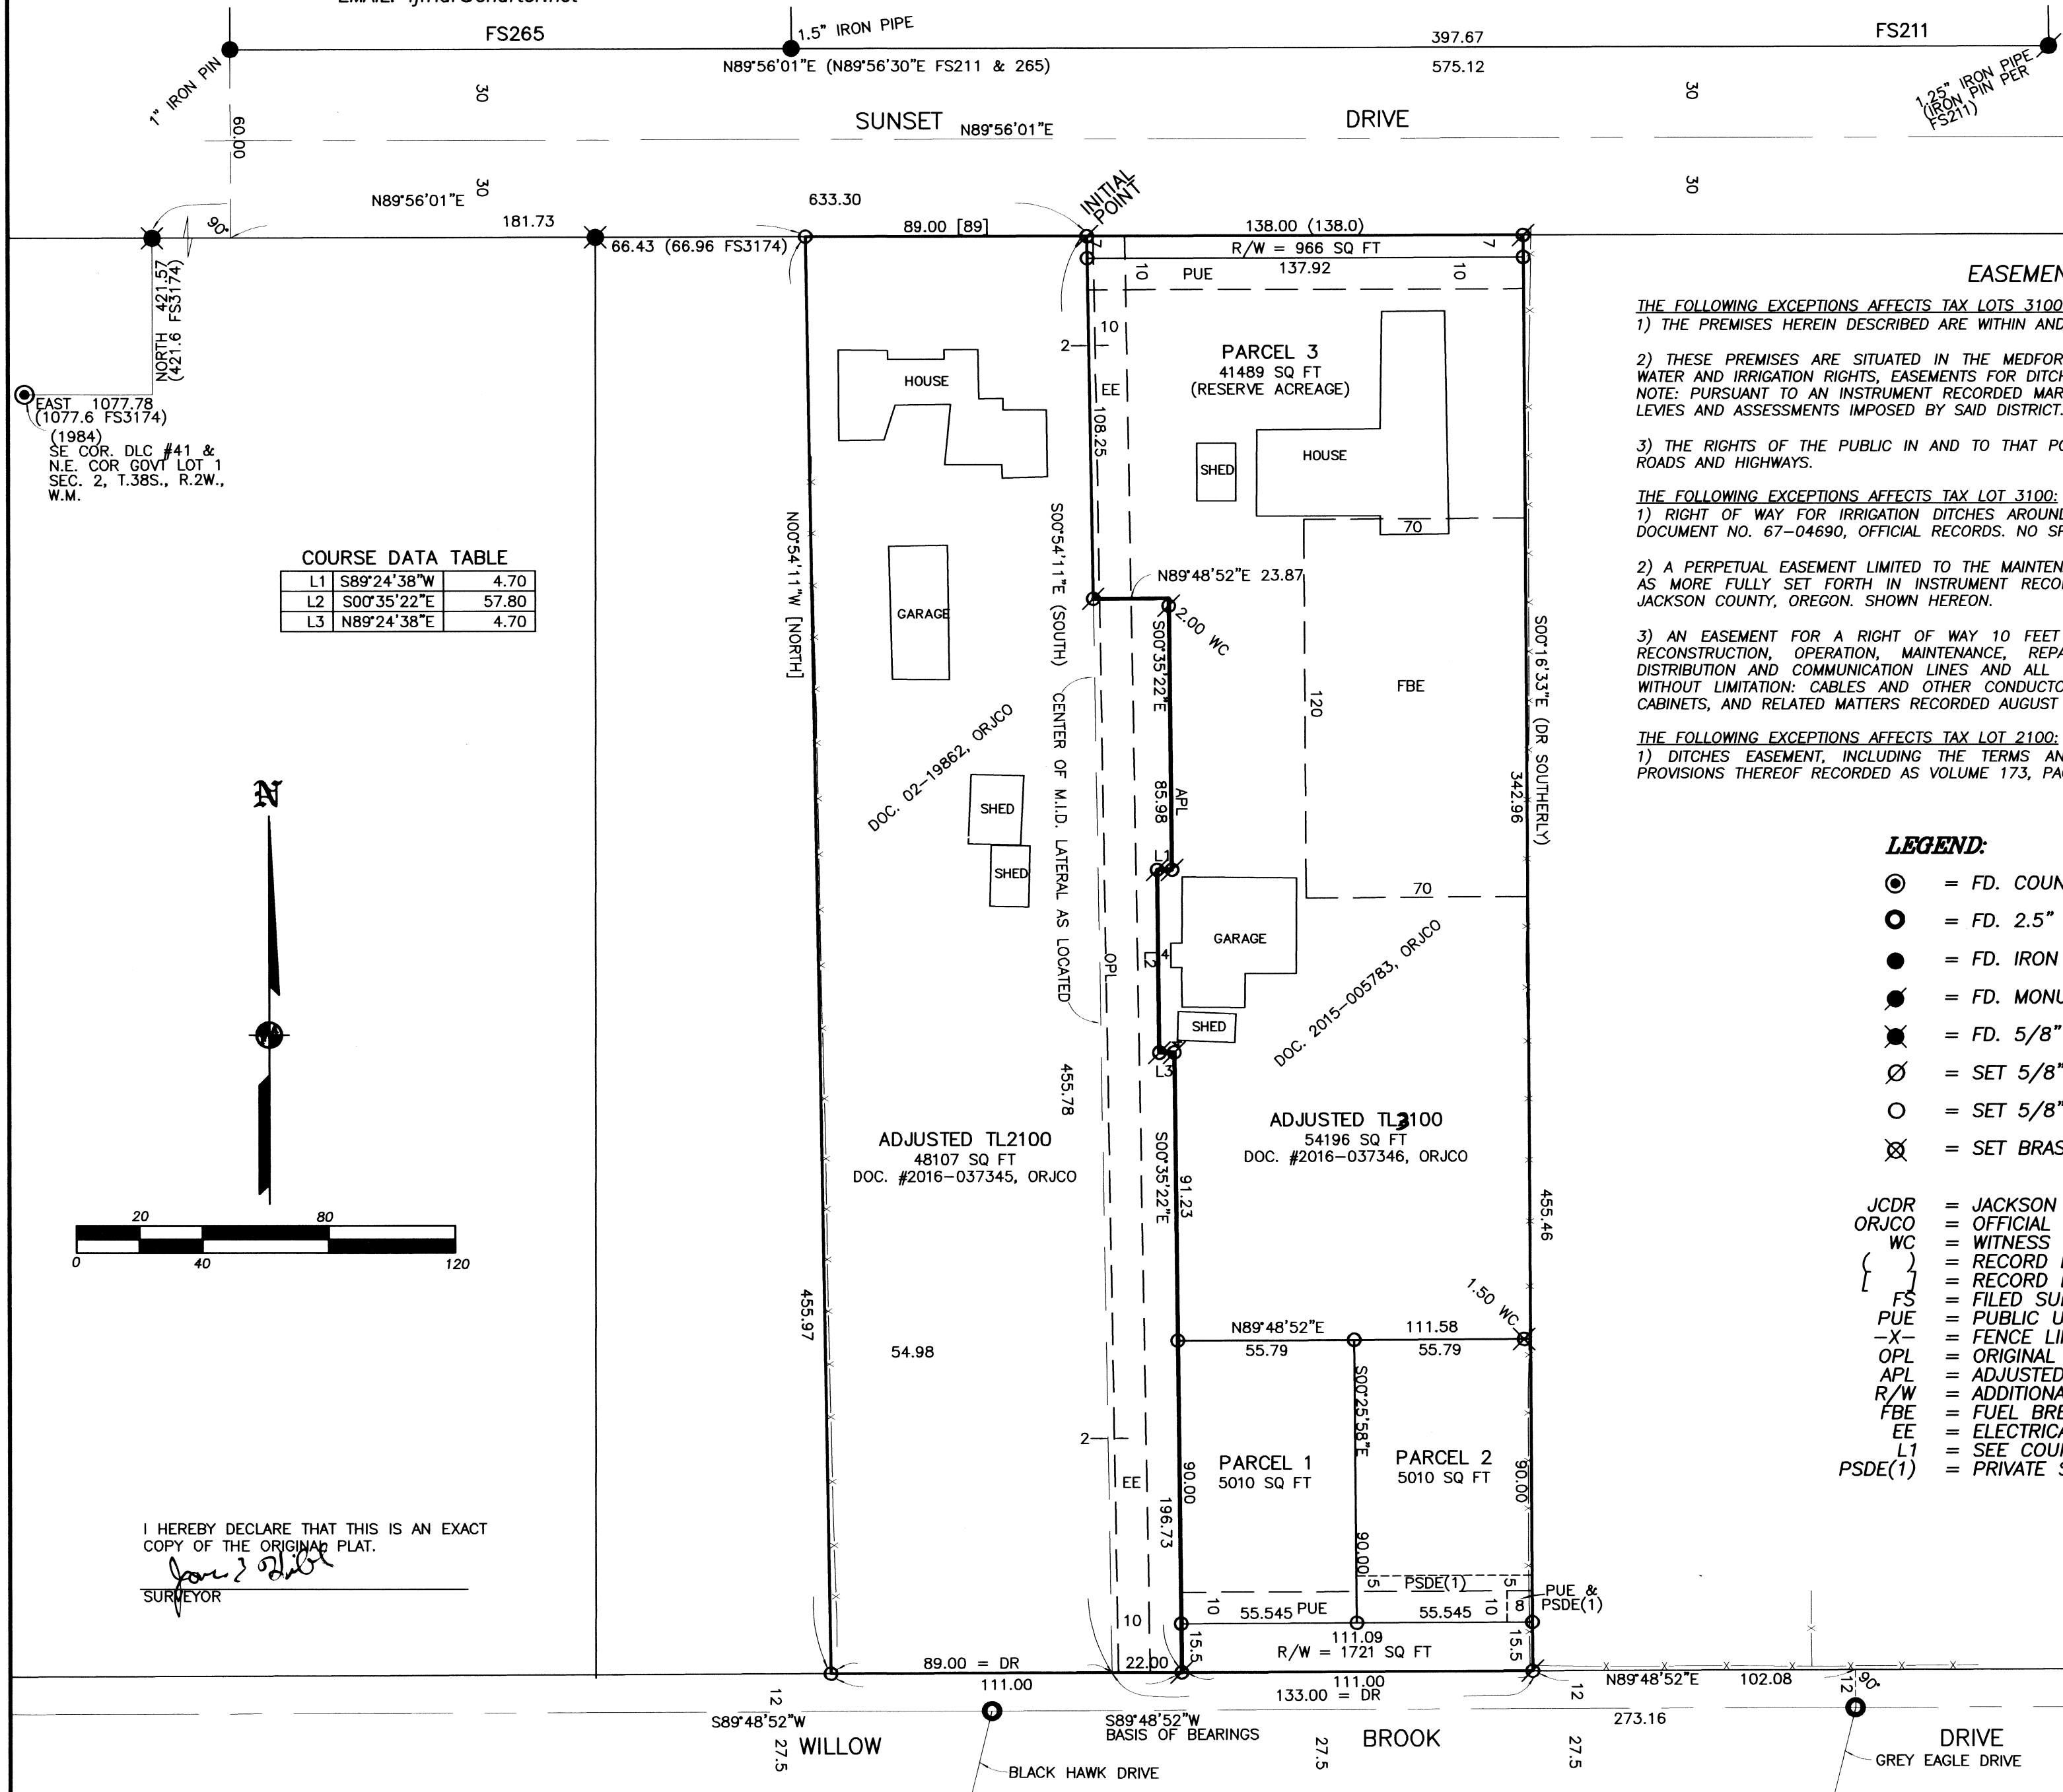 FS265
1.5" IRON PIPE
397.67
FS211
1" IRON PIN
N89°56'01"E (N89°56'30"E FS211 & 265)
575.12
1.25" IRON PIPE
(IRON PIN PER
FS211)
30
30
60.00
SUNSET
N89°56'01"E
DRIVE
30
30
N89°56'01"E
90°
181.73
633.30
INITIAL
POINT
66.43 (66.96 FS3174)
89.00 [89]
138.00 (138.0)
7
R/W = 966 SQ FT
7
10
PUE
137.92
10
NORTH 421.57
(421.6 FS3174)
EAST 1077.78
(1077.6 FS3174)
(1984)
SE COR. DLC #41 &
N.E. COR GOVT LOT 1
SEC. 2, T.38S., R.2W.,
W.M.
COURSE DATA TABLE
L1 S89°24'38"W 4.70
L2 S00°35'22"E 57.80
L3 N89°24'38"E 4.70
N
20 80
0 40 120
I HEREBY DECLARE THAT THIS IS AN EXACT
COPY OF THE ORIGINAL PLAT.
SURVEYOR
HOUSE
GARAGE
SHED
SHED
N00°54'11"W [NORTH]
DOC. 02-19862, ORJCO
ADJUSTED TL2100
48107 SQ FT
DOC. #2016-037345, ORJCO
455.97
54.98
2
10
EE
108.25
S00°54'11"E (SOUTH)
CENTER OF M.I.D. LATERAL AS LOCATED
OPL
455.78
2
EE
10
PARCEL 3
41489 SQ FT
(RESERVE ACREAGE)
SHED
HOUSE
70
N89°48'52"E 23.87
2.00 WC
S00°35'22"E
85.98
APL
120
FBE
S00°16'33"E (DR SOUTHERLY)
342.96
70
L1
L2
4
GARAGE
SHED
L3
DOC. 2015-005783, ORJCO
ADJUSTED TL3100
54196 SQ FT
DOC. #2016-037346, ORJCO
S00°35'22"E
91.23
455.46
1.50 WC
N89°48'52"E
111.58
55.79
55.79
S00°25'58"E
PARCEL 1
5010 SQ FT
PARCEL 2
5010 SQ FT
90.00
90.00
90.00
196.73
5
PSDE(1)
5
PUE &
PSDE(1)
8
10
55.545
PUE
55.545
10
111.09
15.5
R/W = 1721 SQ FT
15.5
89.00 = DR
22.00
111.00
111.00
133.00 = DR
N89°48'52"E
102.08
12
90°
12
12
S89°48'52"W
S89°48'52"W
BASIS OF BEARINGS
273.16
27.5
WILLOW
27.5
BROOK
27.5
DRIVE
BLACK HAWK DRIVE
GREY EAGLE DRIVE
EASEMEN
THE FOLLOWING EXCEPTIONS AFFECTS TAX LOTS 3100
1) THE PREMISES HEREIN DESCRIBED ARE WITHIN AND
2) THESE PREMISES ARE SITUATED IN THE MEDFOR
WATER AND IRRIGATION RIGHTS, EASEMENTS FOR DITCH
NOTE: PURSUANT TO AN INSTRUMENT RECORDED MAR
LEVIES AND ASSESSMENTS IMPOSED BY SAID DISTRICT.
3) THE RIGHTS OF THE PUBLIC IN AND TO THAT PO
ROADS AND HIGHWAYS.
THE FOLLOWING EXCEPTIONS AFFECTS TAX LOT 3100:
1) RIGHT OF WAY FOR IRRIGATION DITCHES AROUND
DOCUMENT NO. 67-04690, OFFICIAL RECORDS. NO SP
2) A PERPETUAL EASEMENT LIMITED TO THE MAINTEN
AS MORE FULLY SET FORTH IN INSTRUMENT RECOR
JACKSON COUNTY, OREGON. SHOWN HEREON.
3) AN EASEMENT FOR A RIGHT OF WAY 10 FEET
RECONSTRUCTION, OPERATION, MAINTENANCE, REPA
DISTRIBUTION AND COMMUNICATION LINES AND ALL
WITHOUT LIMITATION: CABLES AND OTHER CONDUCTO
CABINETS, AND RELATED MATTERS RECORDED AUGUST
THE FOLLOWING EXCEPTIONS AFFECTS TAX LOT 2100:
1) DITCHES EASEMENT, INCLUDING THE TERMS AN
PROVISIONS THEREOF RECORDED AS VOLUME 173, PA
LEGEND:
= FD. COUN
= FD. 2.5"
= FD. IRON
= FD. MONU
= FD. 5/8"
= SET 5/8"
= SET 5/8"
= SET BRAS
JCDR = JACKSON
ORJCO = OFFICIAL
WC = WITNESS
( ) = RECORD
[ ] = RECORD
FS = FILED SU
PUE = PUBLIC U
-X- = FENCE LI
OPL = ORIGINAL
APL = ADJUSTED
R/W = ADDITIONA
FBE = FUEL BRE
EE = ELECTRICA
L1 = SEE COU
PSDE(1) = PRIVATE S